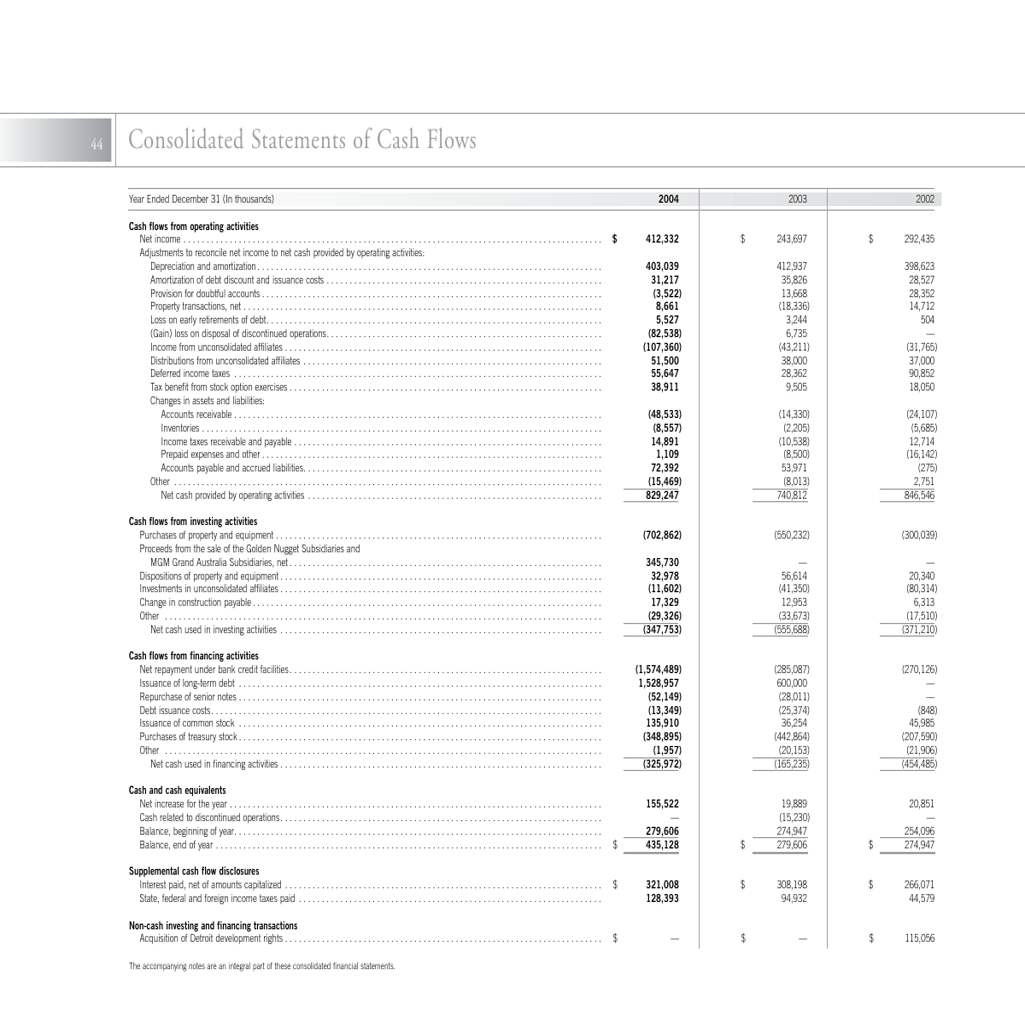 44
Consolidated Statements of Cash Flows
Year Ended December 31 (In thousands) 2004 2003 2002
Cash flows from operating activities
Net income $ 412,332 $ 243,697 $ 292,435
Adjustments to reconcile net income to net cash provided by operating activities:
Depreciation and amortization 403,039 412,937 398,623
Amortization of debt discount and issuance costs 31,217 35,826 28,527
Provision for doubtful accounts (3,522) 13,668 28,352
Property transactions, net 8,661 (18,336) 14,712
Loss on early retirements of debt 5,527 3,244 504
(Gain) loss on disposal of discontinued operations (82,538) 6,735 —
Income from unconsolidated affiliates (107,360) (43,211) (31,765)
Distributions from unconsolidated affiliates 51,500 38,000 37,000
Deferred income taxes 55,647 28,362 90,852
Tax benefit from stock option exercises 38,911 9,505 18,050
Changes in assets and liabilities:
Accounts receivable (48,533) (14,330) (24,107)
Inventories (8,557) (2,205) (5,685)
Income taxes receivable and payable 14,891 (10,538) 12,714
Prepaid expenses and other 1,109 (8,500) (16,142)
Accounts payable and accrued liabilities 72,392 53,971 (275)
Other (15,469) (8,013) 2,751
Net cash provided by operating activities 829,247 740,812 846,546
Cash flows from investing activities
Purchases of property and equipment (702,862) (550,232) (300,039)
Proceeds from the sale of the Golden Nugget Subsidiaries and
MGM Grand Australia Subsidiaries, net 345,730 — —
Dispositions of property and equipment 32,978 56,614 20,340
Investments in unconsolidated affiliates (11,602) (41,350) (80,314)
Change in construction payable 17,329 12,953 6,313
Other (29,326) (33,673) (17,510)
Net cash used in investing activities (347,753) (555,688) (371,210)
Cash flows from financing activities
Net repayment under bank credit facilities (1,574,489) (285,087) (270,126)
Issuance of long-term debt 1,528,957 600,000 —
Repurchase of senior notes (52,149) (28,011) —
Debt issuance costs (13,349) (25,374) (848)
Issuance of common stock 135,910 36,254 45,985
Purchases of treasury stock (348,895) (442,864) (207,590)
Other (1,957) (20,153) (21,906)
Net cash used in financing activities (325,972) (165,235) (454,485)
Cash and cash equivalents
Net increase for the year 155,522 19,889 20,851
Cash related to discontinued operations — (15,230) —
Balance, beginning of year 279,606 274,947 254,096
Balance, end of year $ 435,128 $ 279,606 $ 274,947
Supplemental cash flow disclosures
Interest paid, net of amounts capitalized $ 321,008 $ 308,198 $ 266,071
State, federal and foreign income taxes paid 128,393 94,932 44,579
Non-cash investing and financing transactions
Acquisition of Detroit development rights $ — $ — $ 115,056
The accompanying notes are an integral part of these consolidated financial statements.